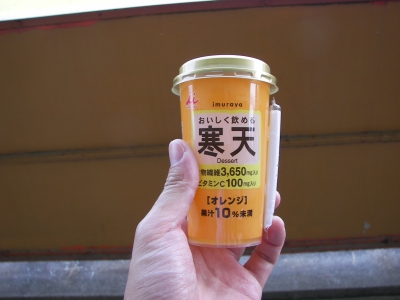 imuraya
おいしく飲める
寒天
Dessert
物繊維3,650mg入り
ビタミンC100mg入り
[オレンジ]
果汁10%未満